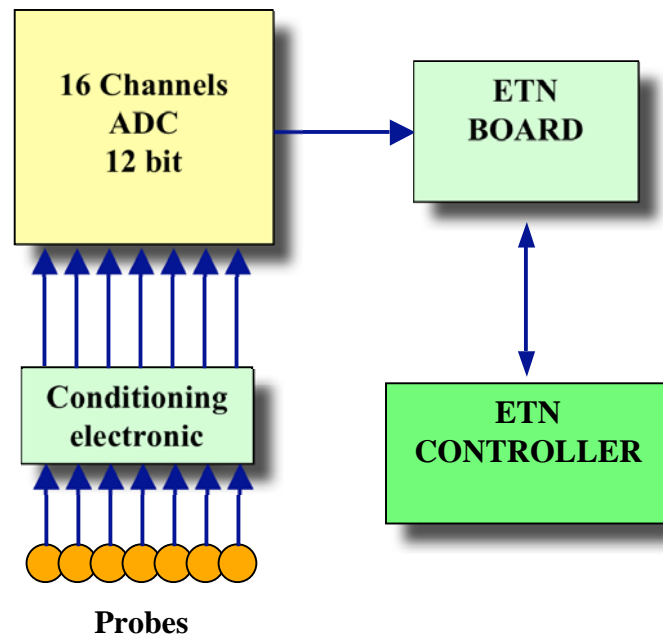 16 Channels
ADC
12 bit
ETN
BOARD
Conditioning
electronic
ETN
CONTROLLER
Probes